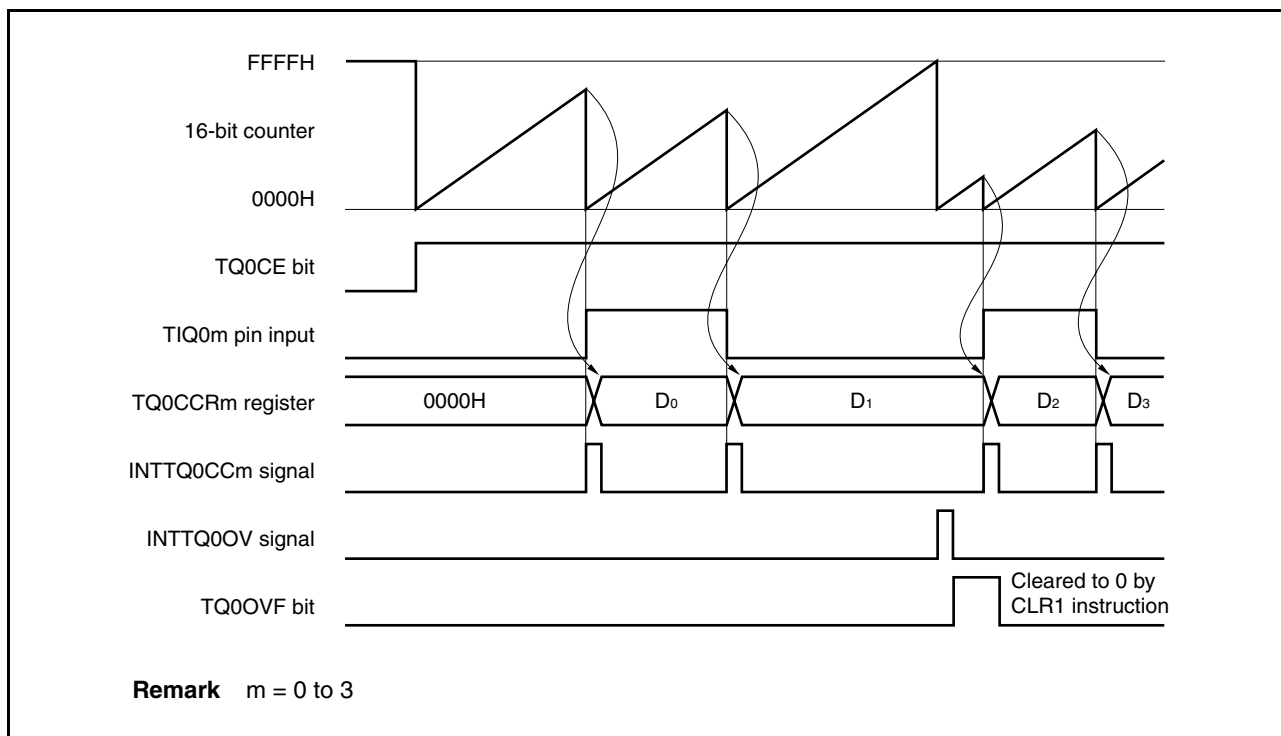 FFFFH
16-bit counter
0000H
TQ0CE bit
TIQ0m pin input
TQ0CCRm register
0000H
D0
D1
D2
D3
INTTQ0CCm signal
INTTQ0OV signal
TQ0OVF bit
Cleared to 0 by
CLR1 instruction
Remark m = 0 to 3